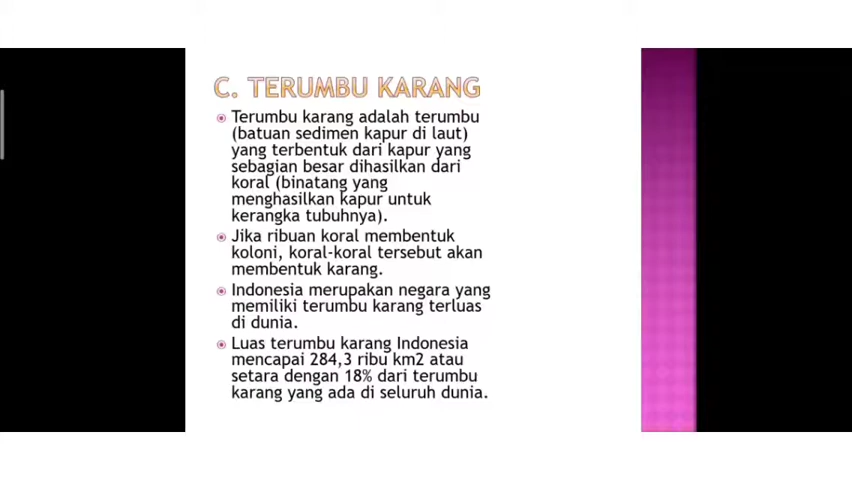 C. TERUMBU KARANG
Terumbu karang adalah terumbu
(batuan sedimen kapur di laut)
yang terbentuk dari kapur yang
sebagian besar dihasilkan dari
koral (binatang yang
menghasilkan kapur untuk
kerangka tubuhnya).
Jika ribuan koral membentuk
koloni, koral-koral tersebut akan
membentuk karang.
Indonesia merupakan negara yang
memiliki terumbu karang terluas
di dunia.
Luas terumbu karang Indonesia
mencapai 284,3 ribu km2 atau
setara dengan 18% dari terumbu
karang yang ada di seluruh dunia.